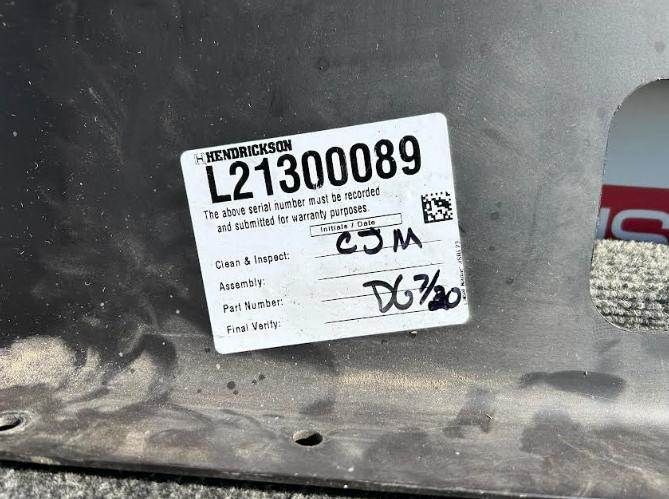 HENDRICKSON
L21300089
The above serial number must be recorded
and submitted for warranty purposes.
Initials / Date
Clean & Inspect: CJM
Assembly:
Part Number: DG 7/20
Final Verify: